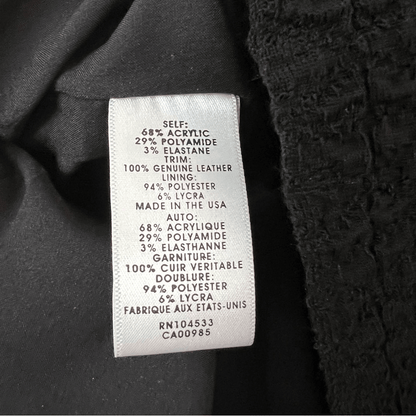 SELF:
68% ACRYLIC
29% POLYAMIDE
3% ELASTANE
TRIM:
100% GENUINE LEATHER
LINING:
94% POLYESTER
6% LYCRA
MADE IN THE USA
AUTO:
68% ACRYLIQUE
29% POLYAMIDE
3% ELASTHANNE
GARNITURE:
100% CUIR VERITABLE
DOUBLURE:
94% POLYESTER
6% LYCRA
FABRIQUE AUX ETATS-UNIS
RN104533
CA00985